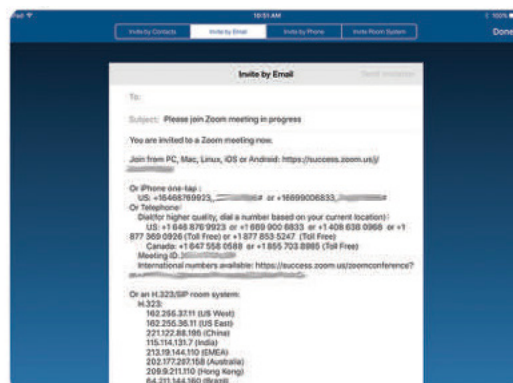 iPad 10:51 AM 100%
Invite by Contacts Invite by Email Invite by Phone Invite Room System Done
Invite by Email Send Invitation
To:
Subject: Please join Zoom meeting in progress
You are invited to a Zoom meeting now.
Join from PC, Mac, Linux, iOS or Android: https://success.zoom.us/j/
Or iPhone one-tap :
US: +16468769923,, # or +16699006833,, #
Or Telephone:
Dial(for higher quality, dial a number based on your current location) :
US: +1 646 876 9923 or +1 669 900 6833 or +1 408 638 0968 or +1
877 369 0926 (Toll Free) or +1 877 853 5247 (Toll Free)
Canada: +1 647 558 0588 or +1 855 703 8985 (Toll Free)
Meeting ID:
International numbers available: https://success.zoom.us/zoomconference?
Or an H.323/SIP room system:
H.323:
162.255.37.11 (US West)
162.255.36.11 (US East)
221.122.88.195 (China)
115.114.131.7 (India)
213.19.144.110 (EMEA)
202.177.207.158 (Australia)
209.9.211.110 (Hong Kong)
64.211.144.160 (Brazil)